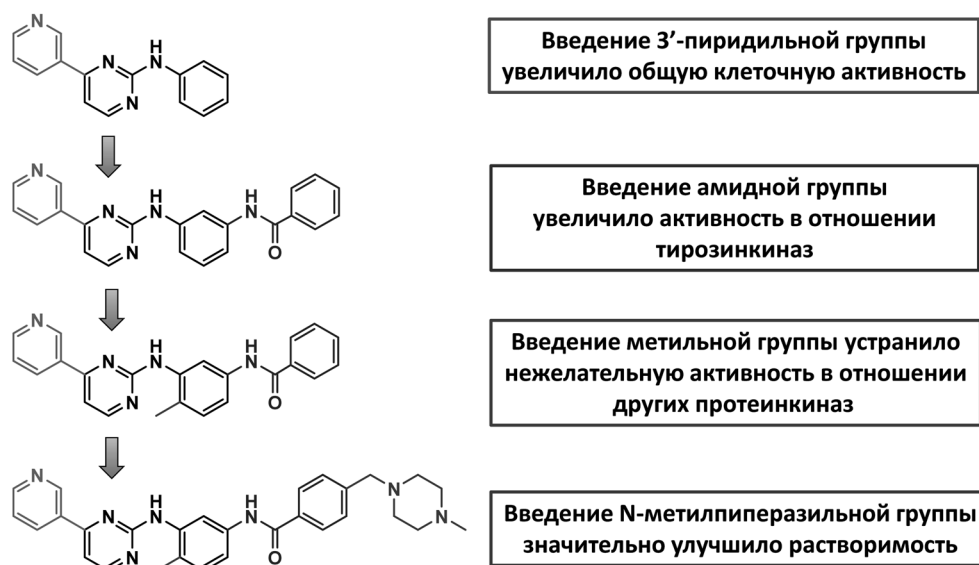 N
H
N
N
N
Введение 3′-пиридильной группы
увеличило общую клеточную активность
N
H
N
N
N
H
N
O
Введение амидной группы
увеличило активность в отношении
тирозинкиназ
N
H
N
N
N
H
N
O
Введение метильной группы устранило
нежелательную активность в отношении
других протеинкиназ
N
H
N
N
N
H
N
O
N
N
Введение N-метилпиперазильной группы
значительно улучшило растворимость